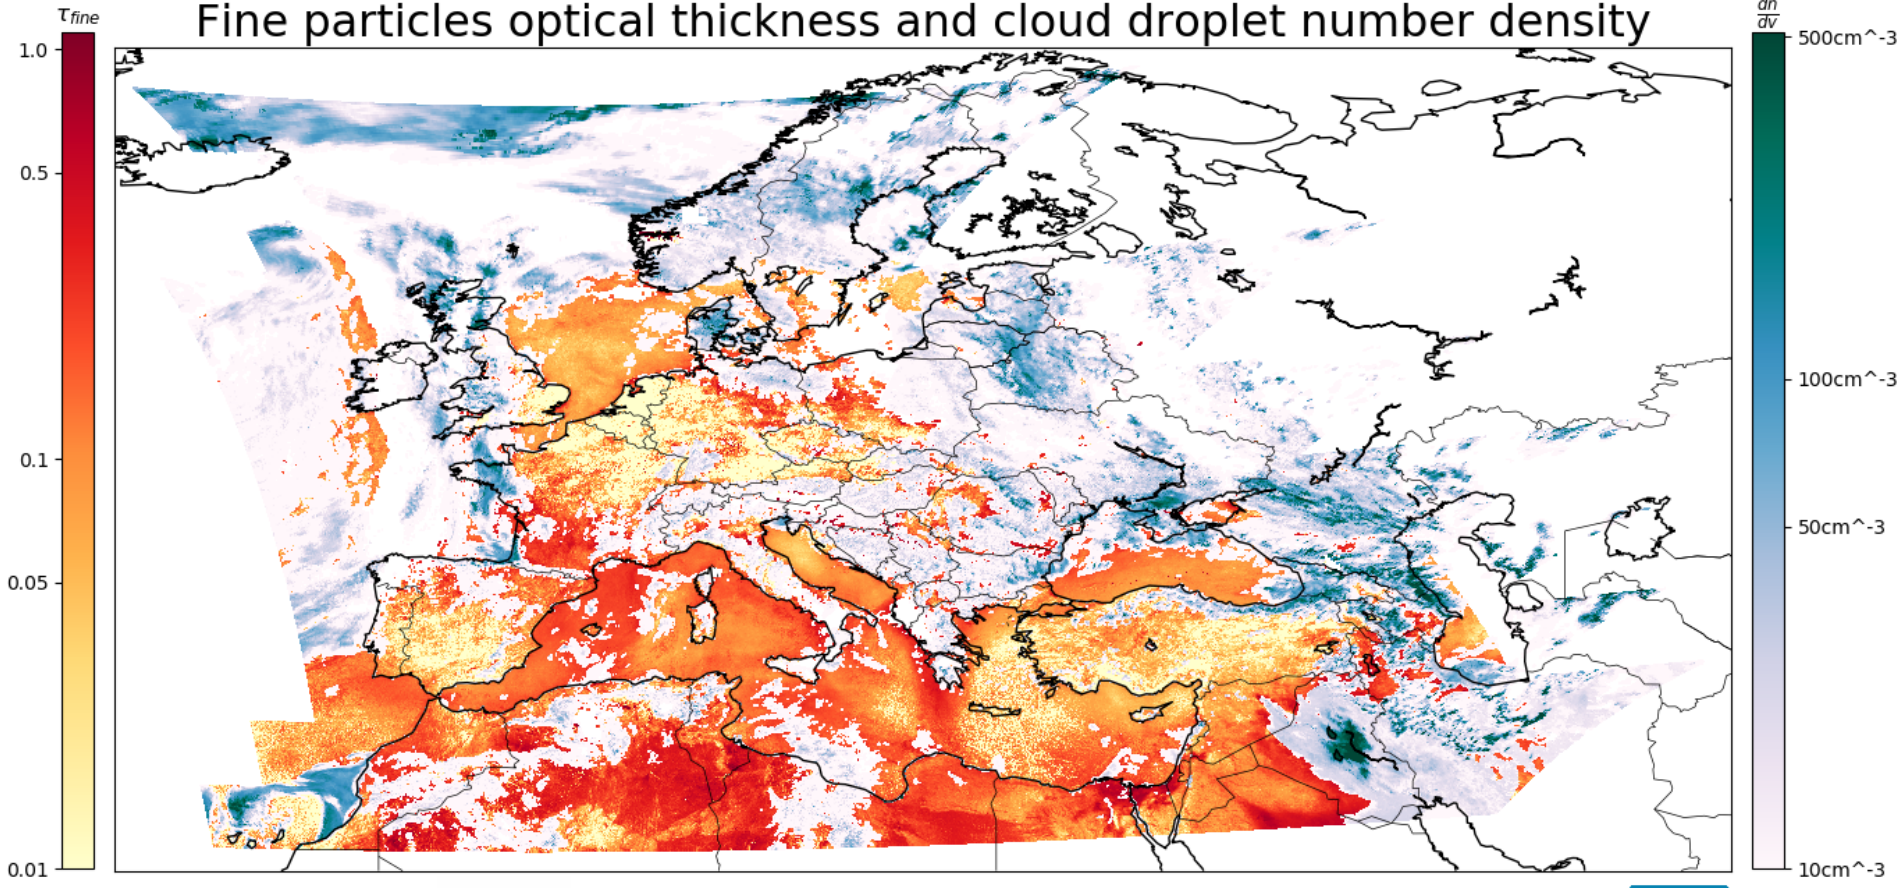 Fine particles optical thickness and cloud droplet number density
τfine
1.0
0.5
0.1
0.05
0.01
dn
dv
500cm^-3
100cm^-3
50cm^-3
10cm^-3